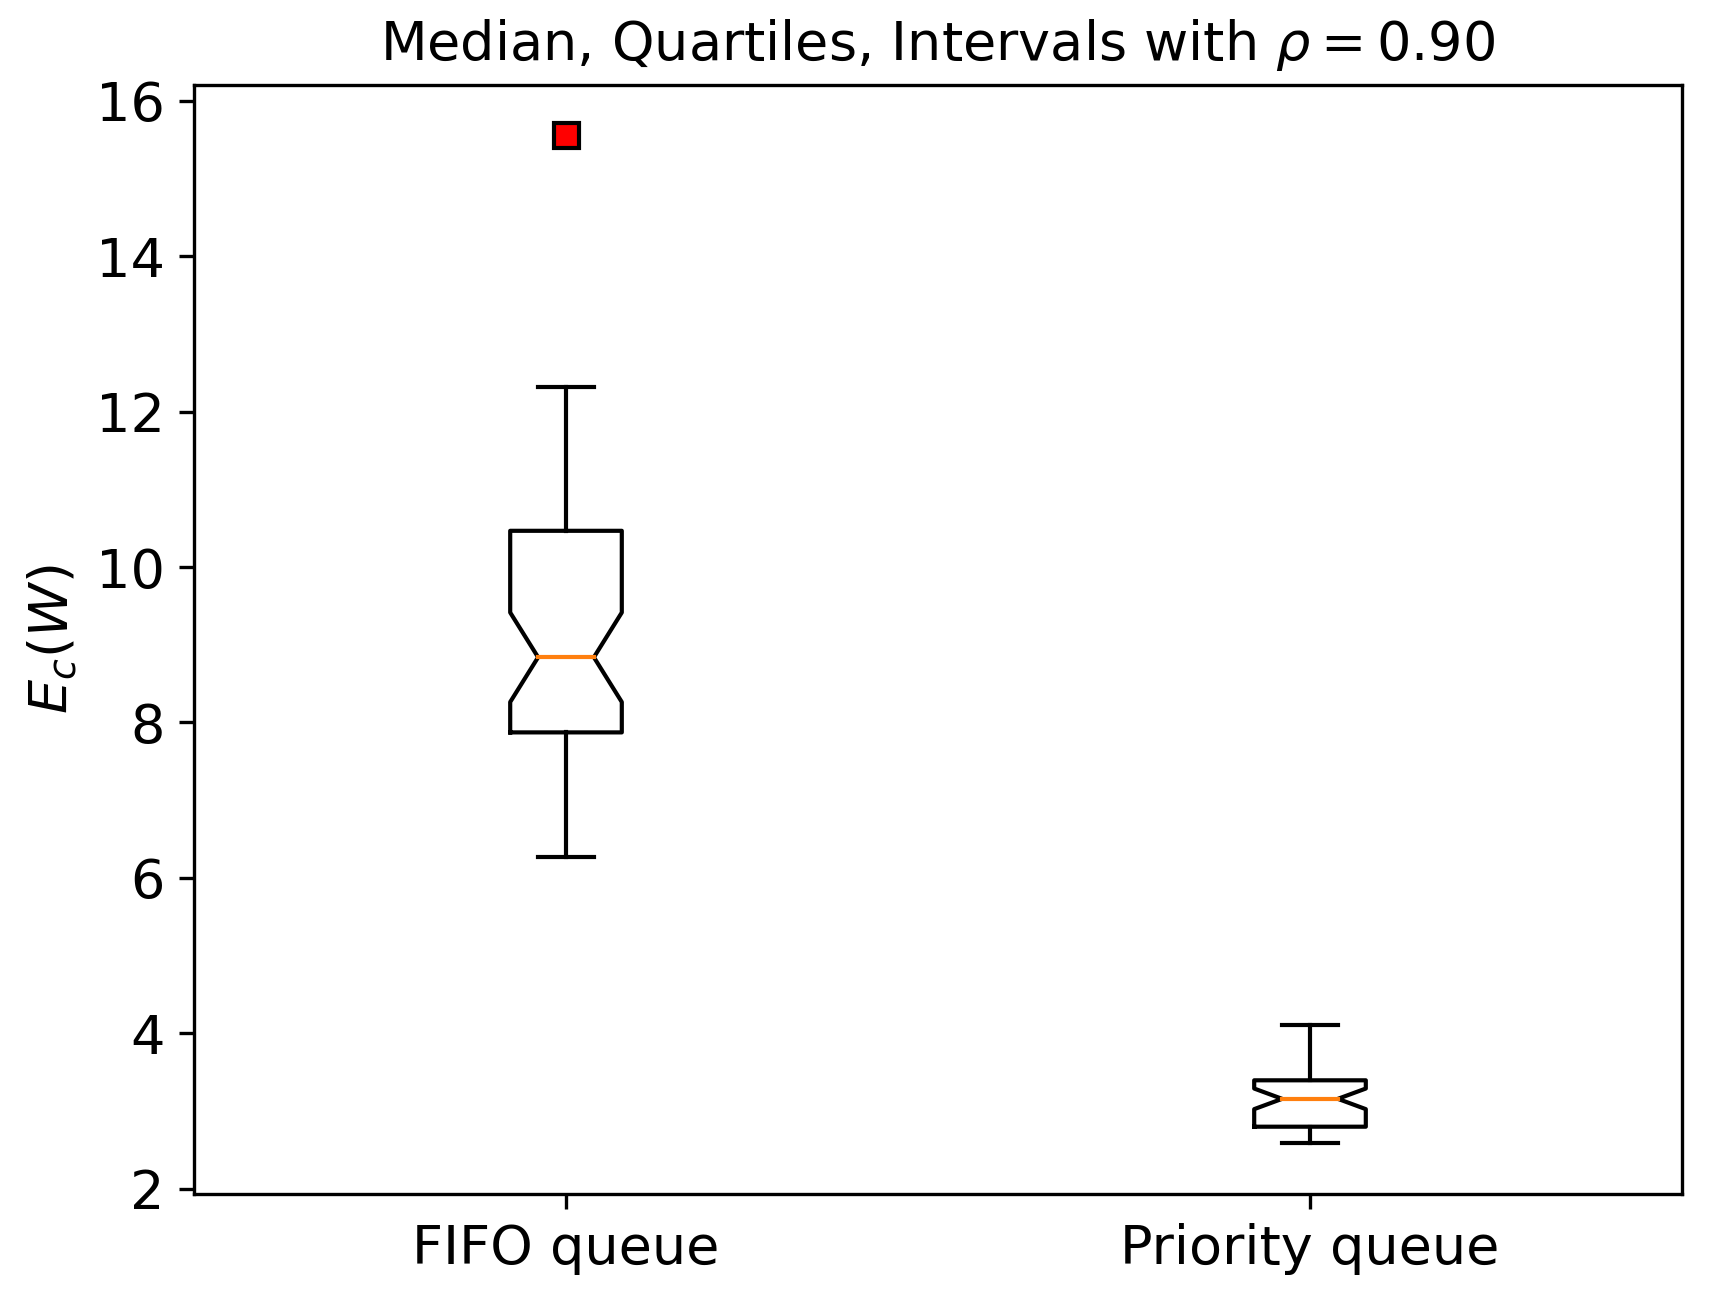 Median, Quartiles, Intervals with ρ = 0.90
16
14
12
10
8
6
4
2
E_c(W)
FIFO queue
Priority queue